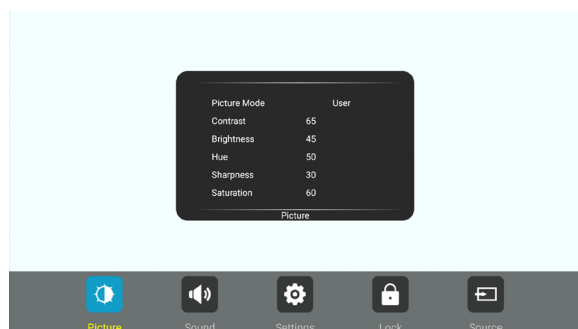 Picture Mode User
Contrast 65
Brightness 45
Hue 50
Sharpness 30
Saturation 60
Picture
Picture Sound Settings Lock Source